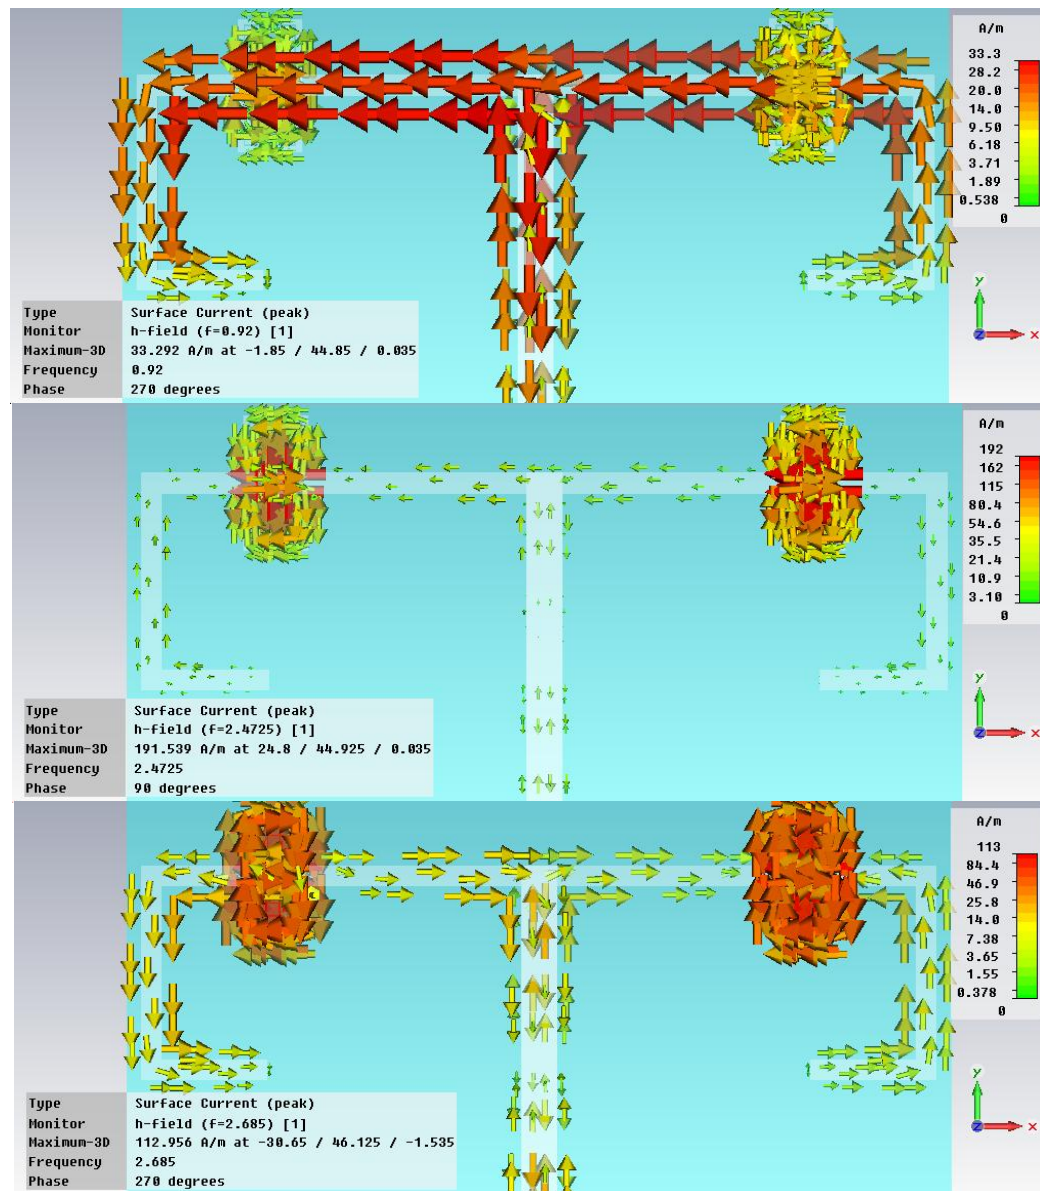 A/m
33.3
28.2
20.0
14.0
9.50
6.18
3.71
1.89
0.538
0
y
z
x
Type Surface Current (peak)
Monitor h-field (f=0.92) [1]
Maximum-3D 33.292 A/m at -1.85 / 44.85 / 0.035
Frequency 0.92
Phase 270 degrees
A/m
192
162
115
80.4
54.6
35.5
21.4
10.9
3.10
0
y
z
x
Type Surface Current (peak)
Monitor h-field (f=2.4725) [1]
Maximum-3D 191.539 A/m at 24.8 / 44.925 / 0.035
Frequency 2.4725
Phase 90 degrees
A/m
113
84.4
46.9
25.8
14.0
7.38
3.65
1.55
0.378
0
y
z
x
Type Surface Current (peak)
Monitor h-field (f=2.685) [1]
Maximum-3D 112.956 A/m at -30.65 / 46.125 / -1.535
Frequency 2.685
Phase 270 degrees